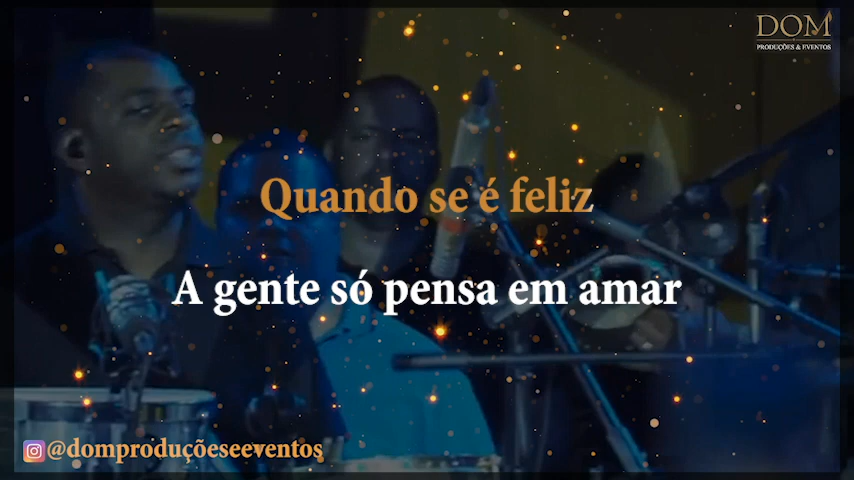 DOM
PRODUÇÕES & EVENTOS
Quando se é feliz
A gente só pensa em amar
@domproduçõeseeventos